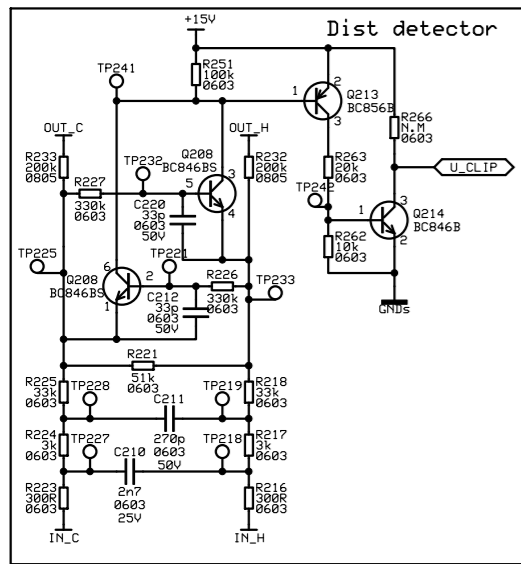 Dist detector
+15V
TP241
R251
100k
0603
1
2
3
Q213
BC856B
OUT_C
OUT_H
R266
N.M
0603
R233
200k
0805
R227
330k
0603
TP232
Q208
BC846BS
5
3
4
R232
200k
0805
R263
20k
0603
U_CLIP
TP242
C220
33p
0603
50V
1
3
2
Q214
BC846B
R262
10k
0603
TP225
TP221
Q208
BC846BS
6
2
1
R226
330k
0603
TP233
C212
33p
0603
50V
GNDs
R221
51k
0603
R225
33k
0603
TP228
C211
270p
0603
50V
TP219
R218
33k
0603
R224
3k
0603
TP227
C210
2n7
0603
25V
TP218
R217
3k
0603
R223
300R
0603
R216
300R
0603
IN_C
IN_H